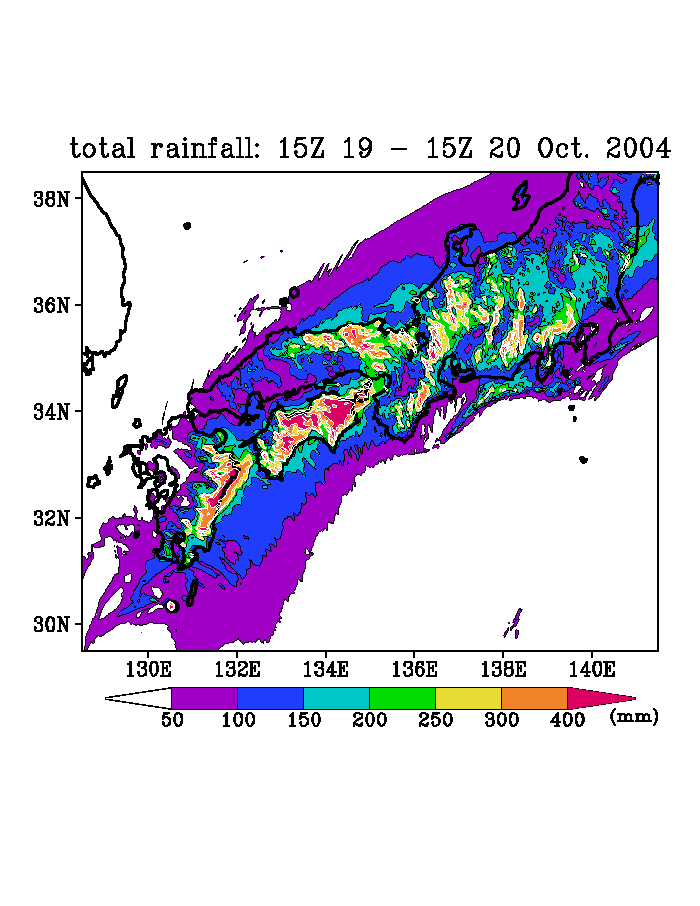 total rainfall: 15Z 19 – 15Z 20 Oct. 2004
38N
36N
34N
32N
30N
130E 132E 134E 136E 138E 140E
50 100 150 200 250 300 400 (mm)